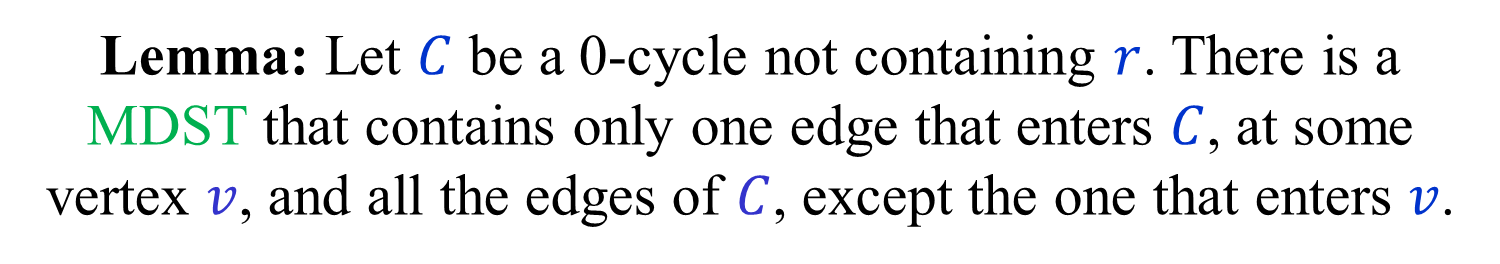 Lemma: Let C be a 0-cycle not containing r. There is a
MDST that contains only one edge that enters C, at some
vertex v, and all the edges of C, except the one that enters v.